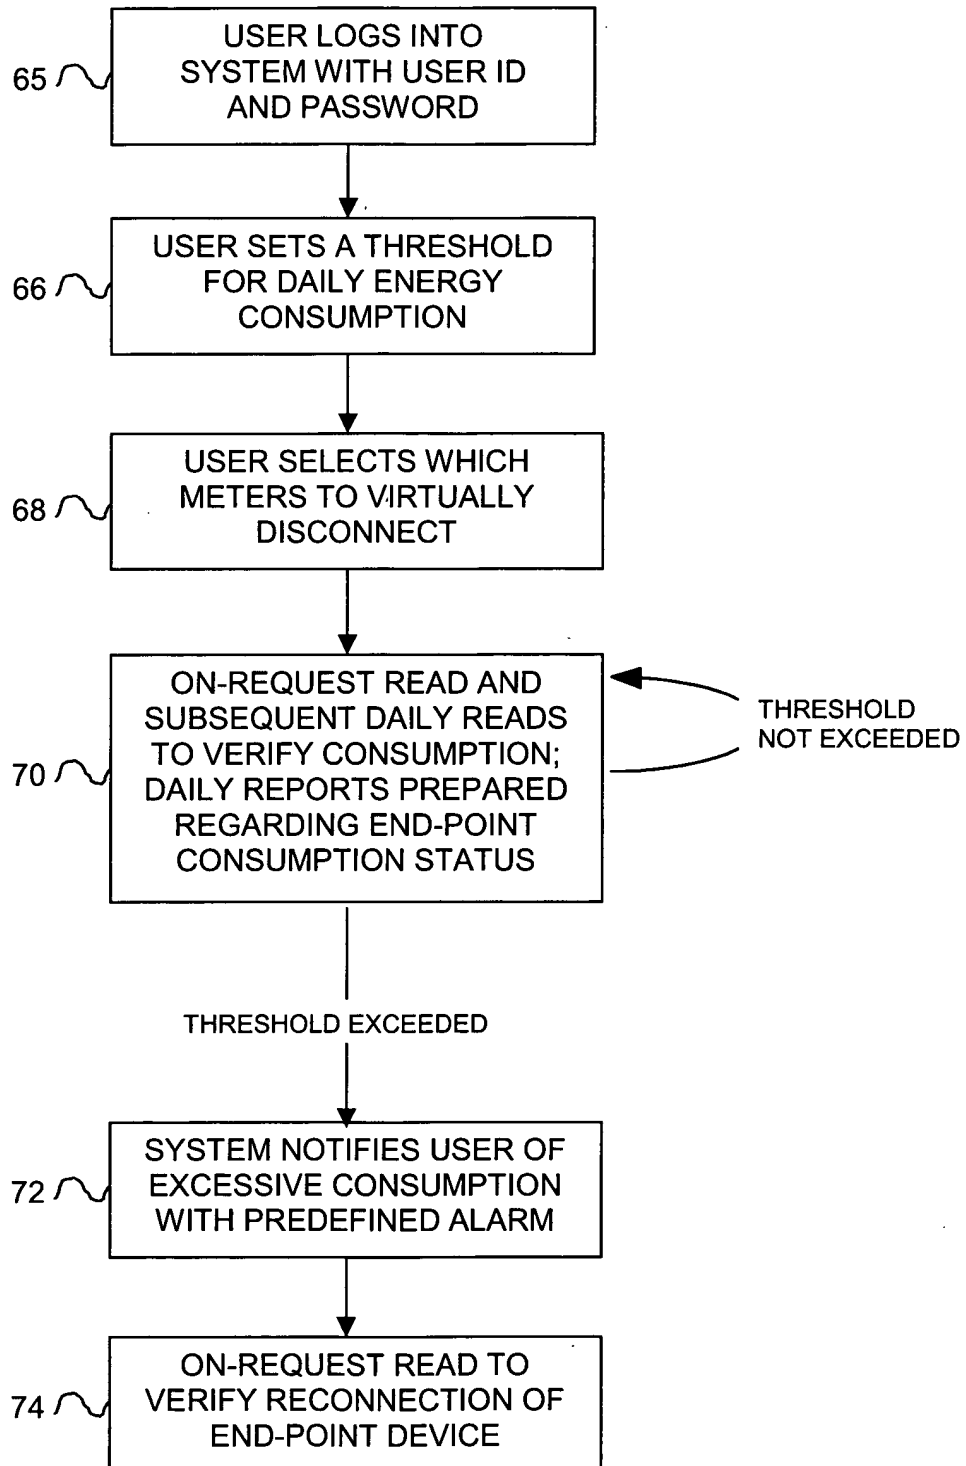 USER LOGS INTO
SYSTEM WITH USER ID
AND PASSWORD
65
USER SETS A THRESHOLD
FOR DAILY ENERGY
CONSUMPTION
66
USER SELECTS WHICH
METERS TO VIRTUALLY
DISCONNECT
68
ON-REQUEST READ AND
SUBSEQUENT DAILY READS
TO VERIFY CONSUMPTION;
DAILY REPORTS PREPARED
REGARDING END-POINT
CONSUMPTION STATUS
70
THRESHOLD
NOT EXCEEDED
THRESHOLD EXCEEDED
SYSTEM NOTIFIES USER OF
EXCESSIVE CONSUMPTION
WITH PREDEFINED ALARM
72
ON-REQUEST READ TO
VERIFY RECONNECTION OF
END-POINT DEVICE
74